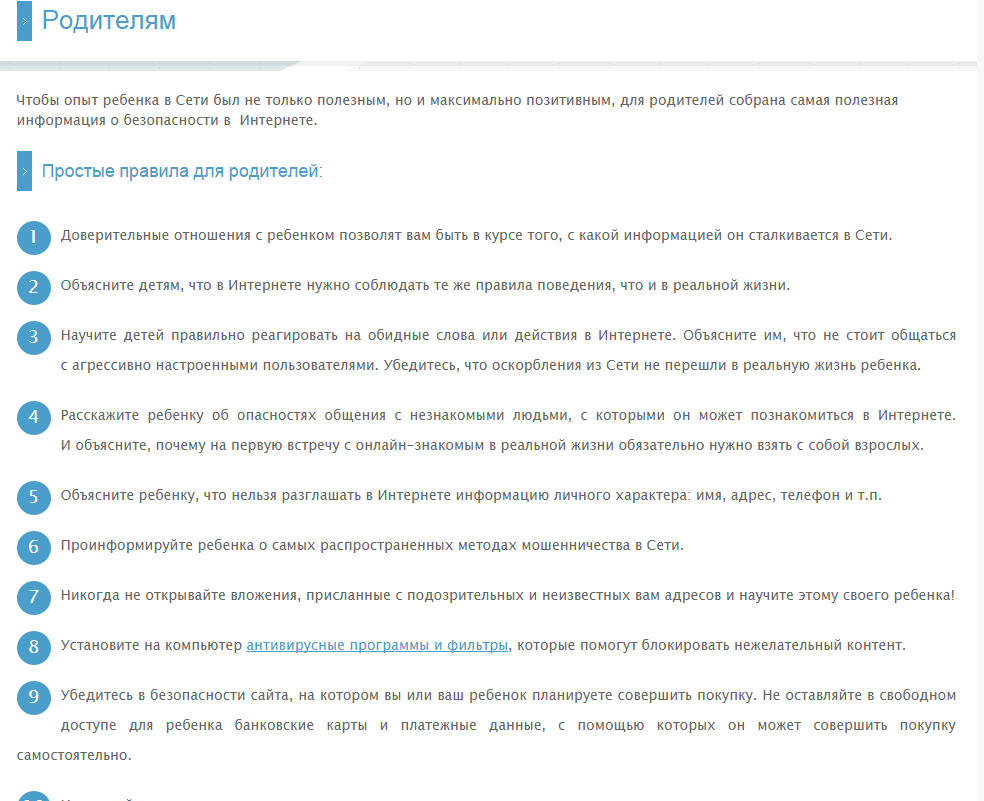 Родителям
Чтобы опыт ребенка в Сети был не только полезным, но и максимально позитивным, для родителей собрана самая полезная
информация о безопасности в Интернете.
Простые правила для родителей:
1 Доверительные отношения с ребенком позволят вам быть в курсе того, с какой информацией он сталкивается в Сети.
2 Объясните детям, что в Интернете нужно соблюдать те же правила поведения, что и в реальной жизни.
3 Научите детей правильно реагировать на обидные слова или действия в Интернете. Объясните им, что не стоит общаться
с агрессивно настроенными пользователями. Убедитесь, что оскорбления из Сети не перешли в реальную жизнь ребенка.
4 Расскажите ребенку об опасностях общения с незнакомыми людьми, с которыми он может познакомиться в Интернете.
И объясните, почему на первую встречу с онлайн-знакомым в реальной жизни обязательно нужно взять с собой взрослых.
5 Объясните ребенку, что нельзя разглашать в Интернете информацию личного характера: имя, адрес, телефон и т.п.
6 Проинформируйте ребенка о самых распространенных методах мошенничества в Сети.
7 Никогда не открывайте вложения, присланные с подозрительных и неизвестных вам адресов и научите этому своего ребенка!
8 Установите на компьютер антивирусные программы и фильтры, которые помогут блокировать нежелательный контент.
9 Убедитесь в безопасности сайта, на котором вы или ваш ребенок планируете совершить покупку. Не оставляйте в свободном
доступе для ребенка банковские карты и платежные данные, с помощью которых он может совершить покупку
самостоятельно.